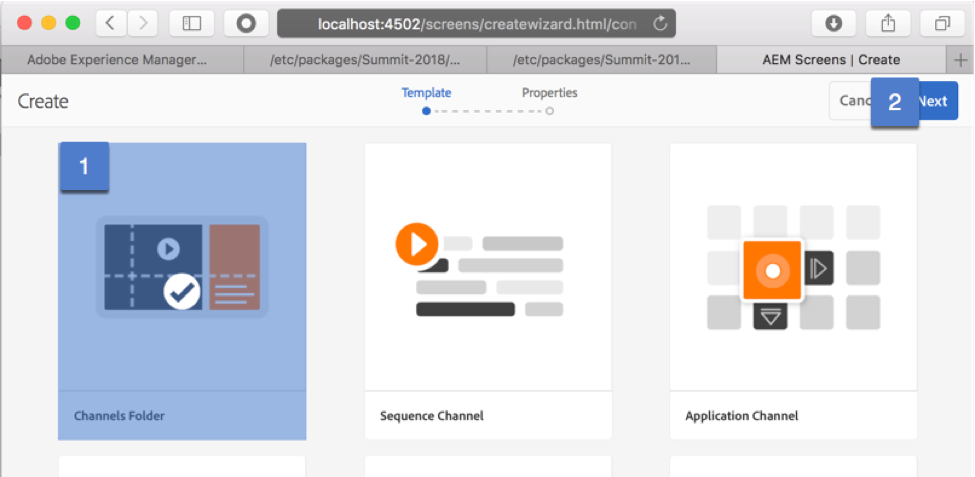 localhost:4502/screens/createwizard.html/con
Adobe Experience Manager...
/etc/packages/Summit-2018/...
/etc/packages/Summit-201...
AEM Screens | Create
Create
Template
Properties
Canc
2
Next
1
Channels Folder
Sequence Channel
Application Channel